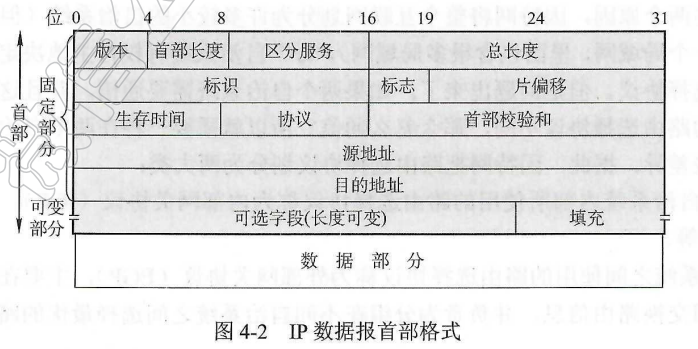 位 0 4 8 16 19 24 31
版本 首部长度 区分服务 总长度
标识 标志 片偏移
生存时间 协议 首部校验和
源地址
目的地址
可选字段(长度可变) 填充
数据部分
首部
固定部分
可变部分
图 4-2 IP 数据报首部格式